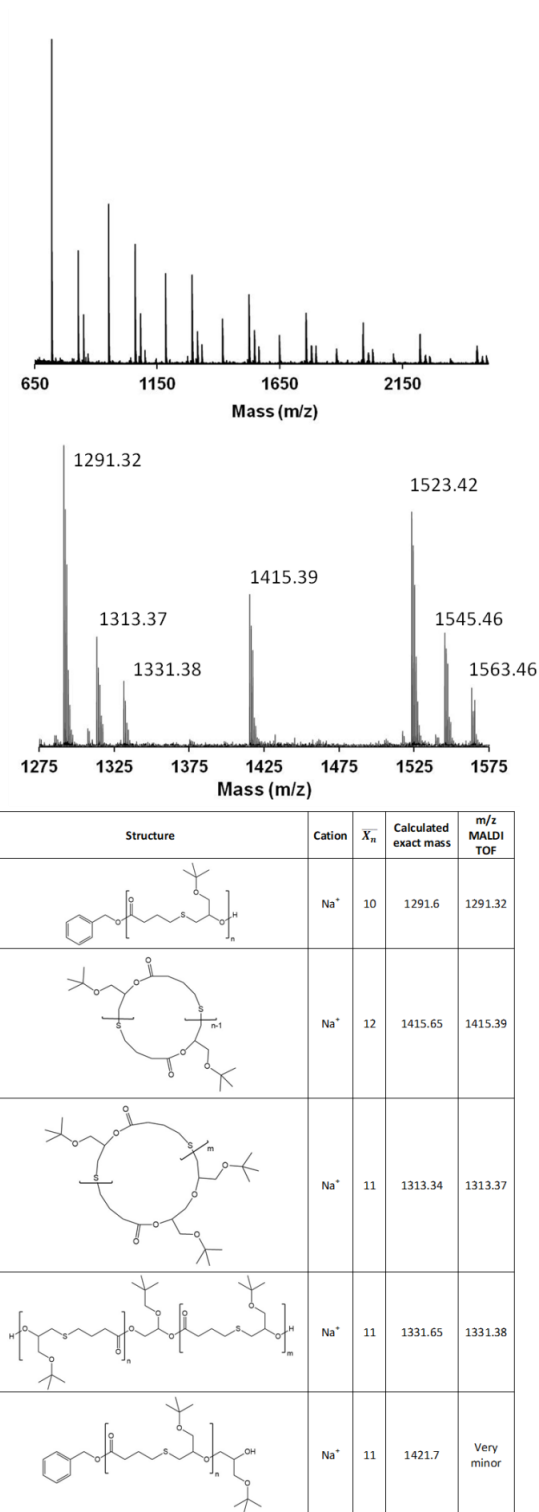 650 1150 1650 2150
Mass (m/z)
1291.32
1523.42
1415.39
1313.37
1545.46
1331.38
1563.46
1275 1325 1375 1425 1475 1525 1575
Mass (m/z)
Structure Cation Xn Calculated exact mass m/z MALDI TOF
O O S O H n
Na+ 10 1291.6 1291.32
O O O S S n-1 O O O
Na+ 12 1415.65 1415.39
O O O S m S O O O O O
Na+ 11 1313.34 1313.37
H O S O O n O O O O S O O H m
Na+ 11 1331.65 1331.38
O O S O O n OH O
Na+ 11 1421.7 Very minor